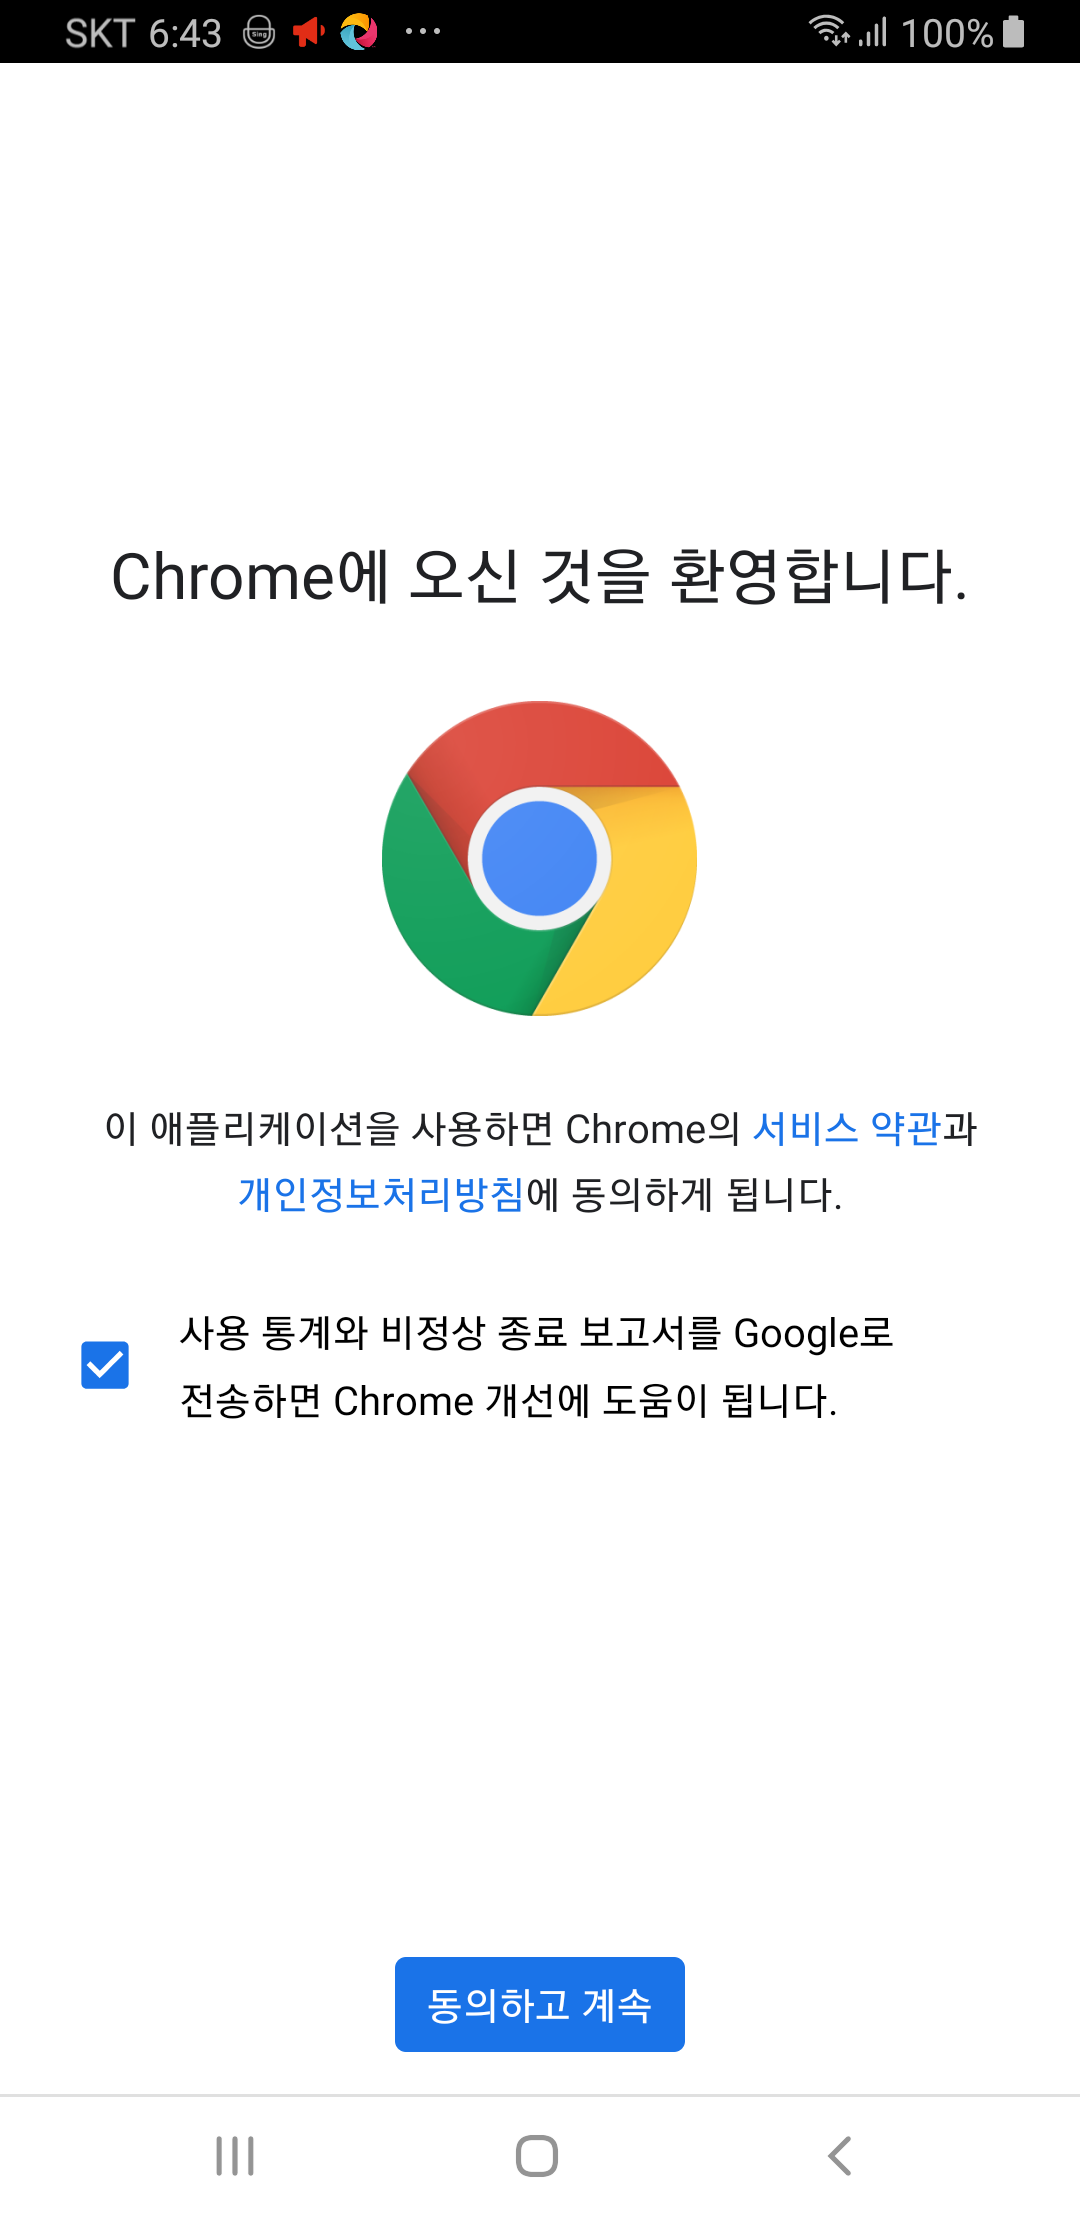 SKT 6:43
Sing
100%
Chrome에 오신 것을 환영합니다.
이 애플리케이션을 사용하면 Chrome의 서비스 약관과
개인정보처리방침에 동의하게 됩니다.
사용 통계와 비정상 종료 보고서를 Google로
전송하면 Chrome 개선에 도움이 됩니다.
동의하고 계속